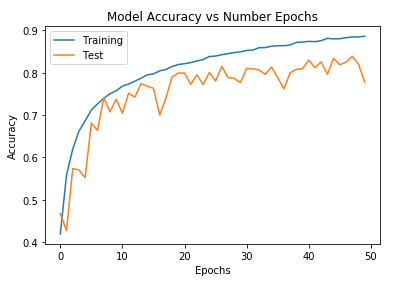 Model Accuracy vs Number Epochs
Training
Test
Accuracy
0.9
0.8
0.7
0.6
0.5
0.4
0 10 20 30 40 50
Epochs